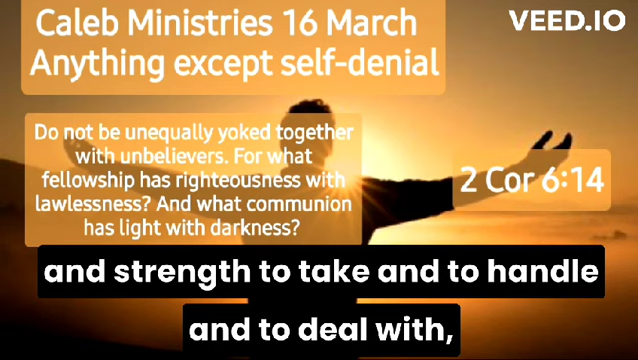 Caleb Ministries 16 March
Anything except self-denial
VEED.IO
Do not be unequally yoked together
with unbelievers. For what
fellowship has righteousness with
lawlessness? And what communion
has light with darkness?
2 Cor 6:14
and strength to take and to handle
and to deal with,